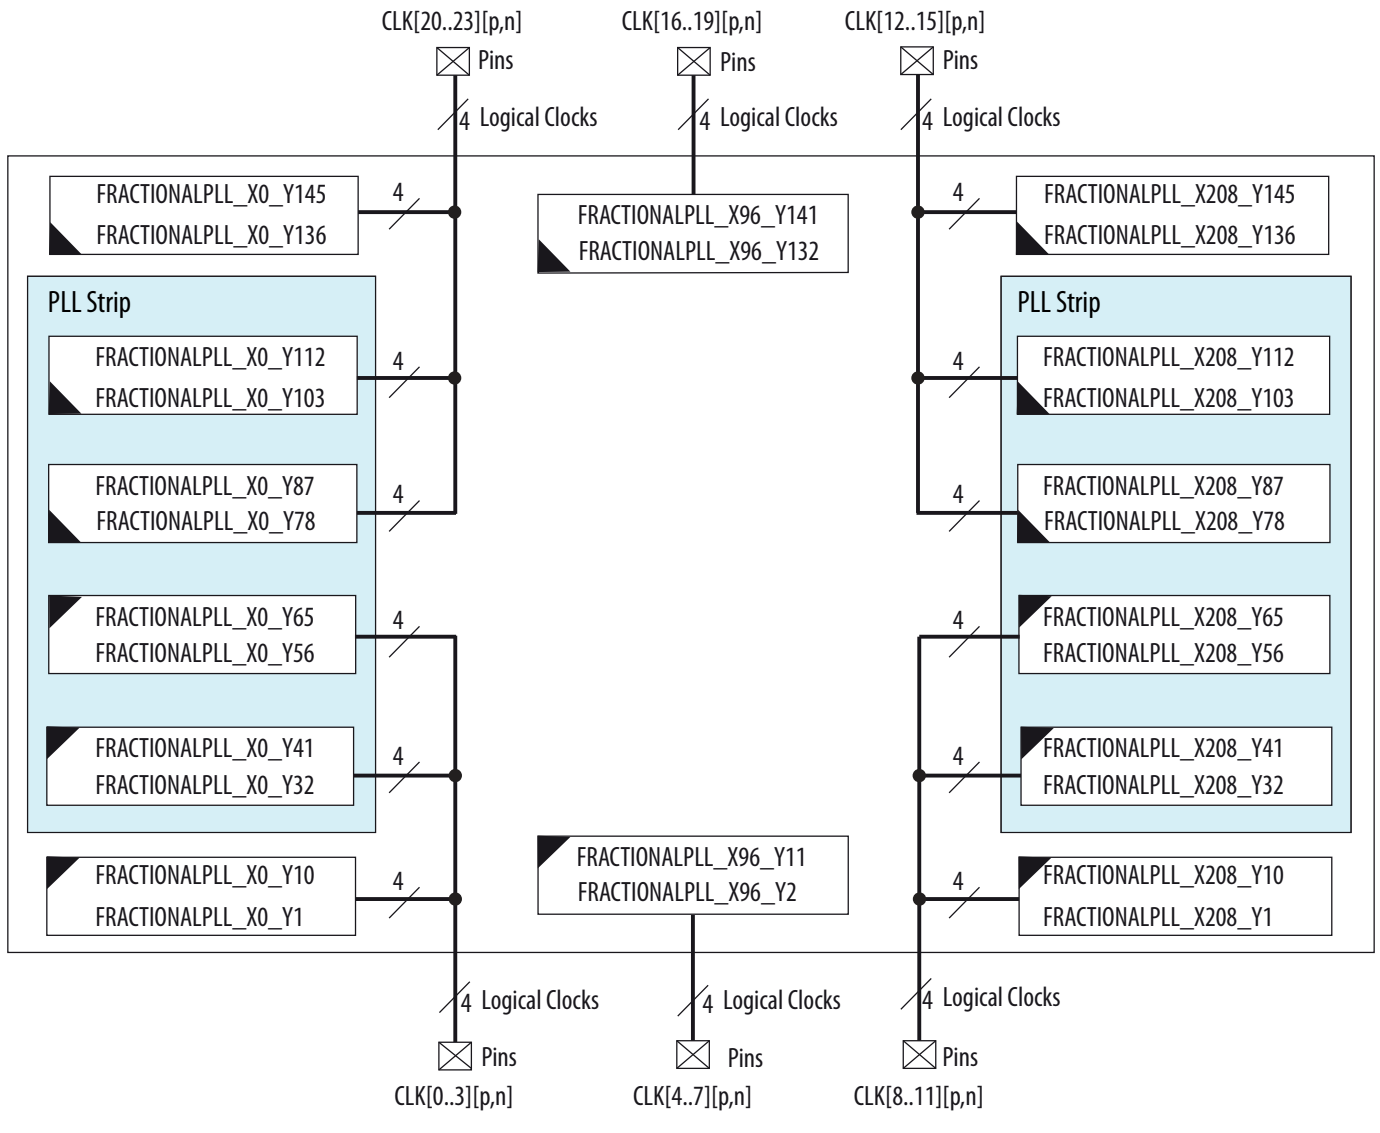 CLK[20..23][p,n]
CLK[16..19][p,n]
CLK[12..15][p,n]
Pins
Pins
Pins
4 Logical Clocks
4 Logical Clocks
4 Logical Clocks
FRACTIONALPLL_X0_Y145
FRACTIONALPLL_X0_Y136
4
FRACTIONALPLL_X96_Y141
FRACTIONALPLL_X96_Y132
4
FRACTIONALPLL_X208_Y145
FRACTIONALPLL_X208_Y136
PLL Strip
FRACTIONALPLL_X0_Y112
FRACTIONALPLL_X0_Y103
4
FRACTIONALPLL_X0_Y87
FRACTIONALPLL_X0_Y78
4
FRACTIONALPLL_X0_Y65
FRACTIONALPLL_X0_Y56
4
FRACTIONALPLL_X0_Y41
FRACTIONALPLL_X0_Y32
4
PLL Strip
4
FRACTIONALPLL_X208_Y112
FRACTIONALPLL_X208_Y103
4
FRACTIONALPLL_X208_Y87
FRACTIONALPLL_X208_Y78
4
FRACTIONALPLL_X208_Y65
FRACTIONALPLL_X208_Y56
4
FRACTIONALPLL_X208_Y41
FRACTIONALPLL_X208_Y32
FRACTIONALPLL_X0_Y10
FRACTIONALPLL_X0_Y1
4
FRACTIONALPLL_X96_Y11
FRACTIONALPLL_X96_Y2
4
FRACTIONALPLL_X208_Y10
FRACTIONALPLL_X208_Y1
4 Logical Clocks
4 Logical Clocks
4 Logical Clocks
Pins
Pins
Pins
CLK[0..3][p,n]
CLK[4..7][p,n]
CLK[8..11][p,n]